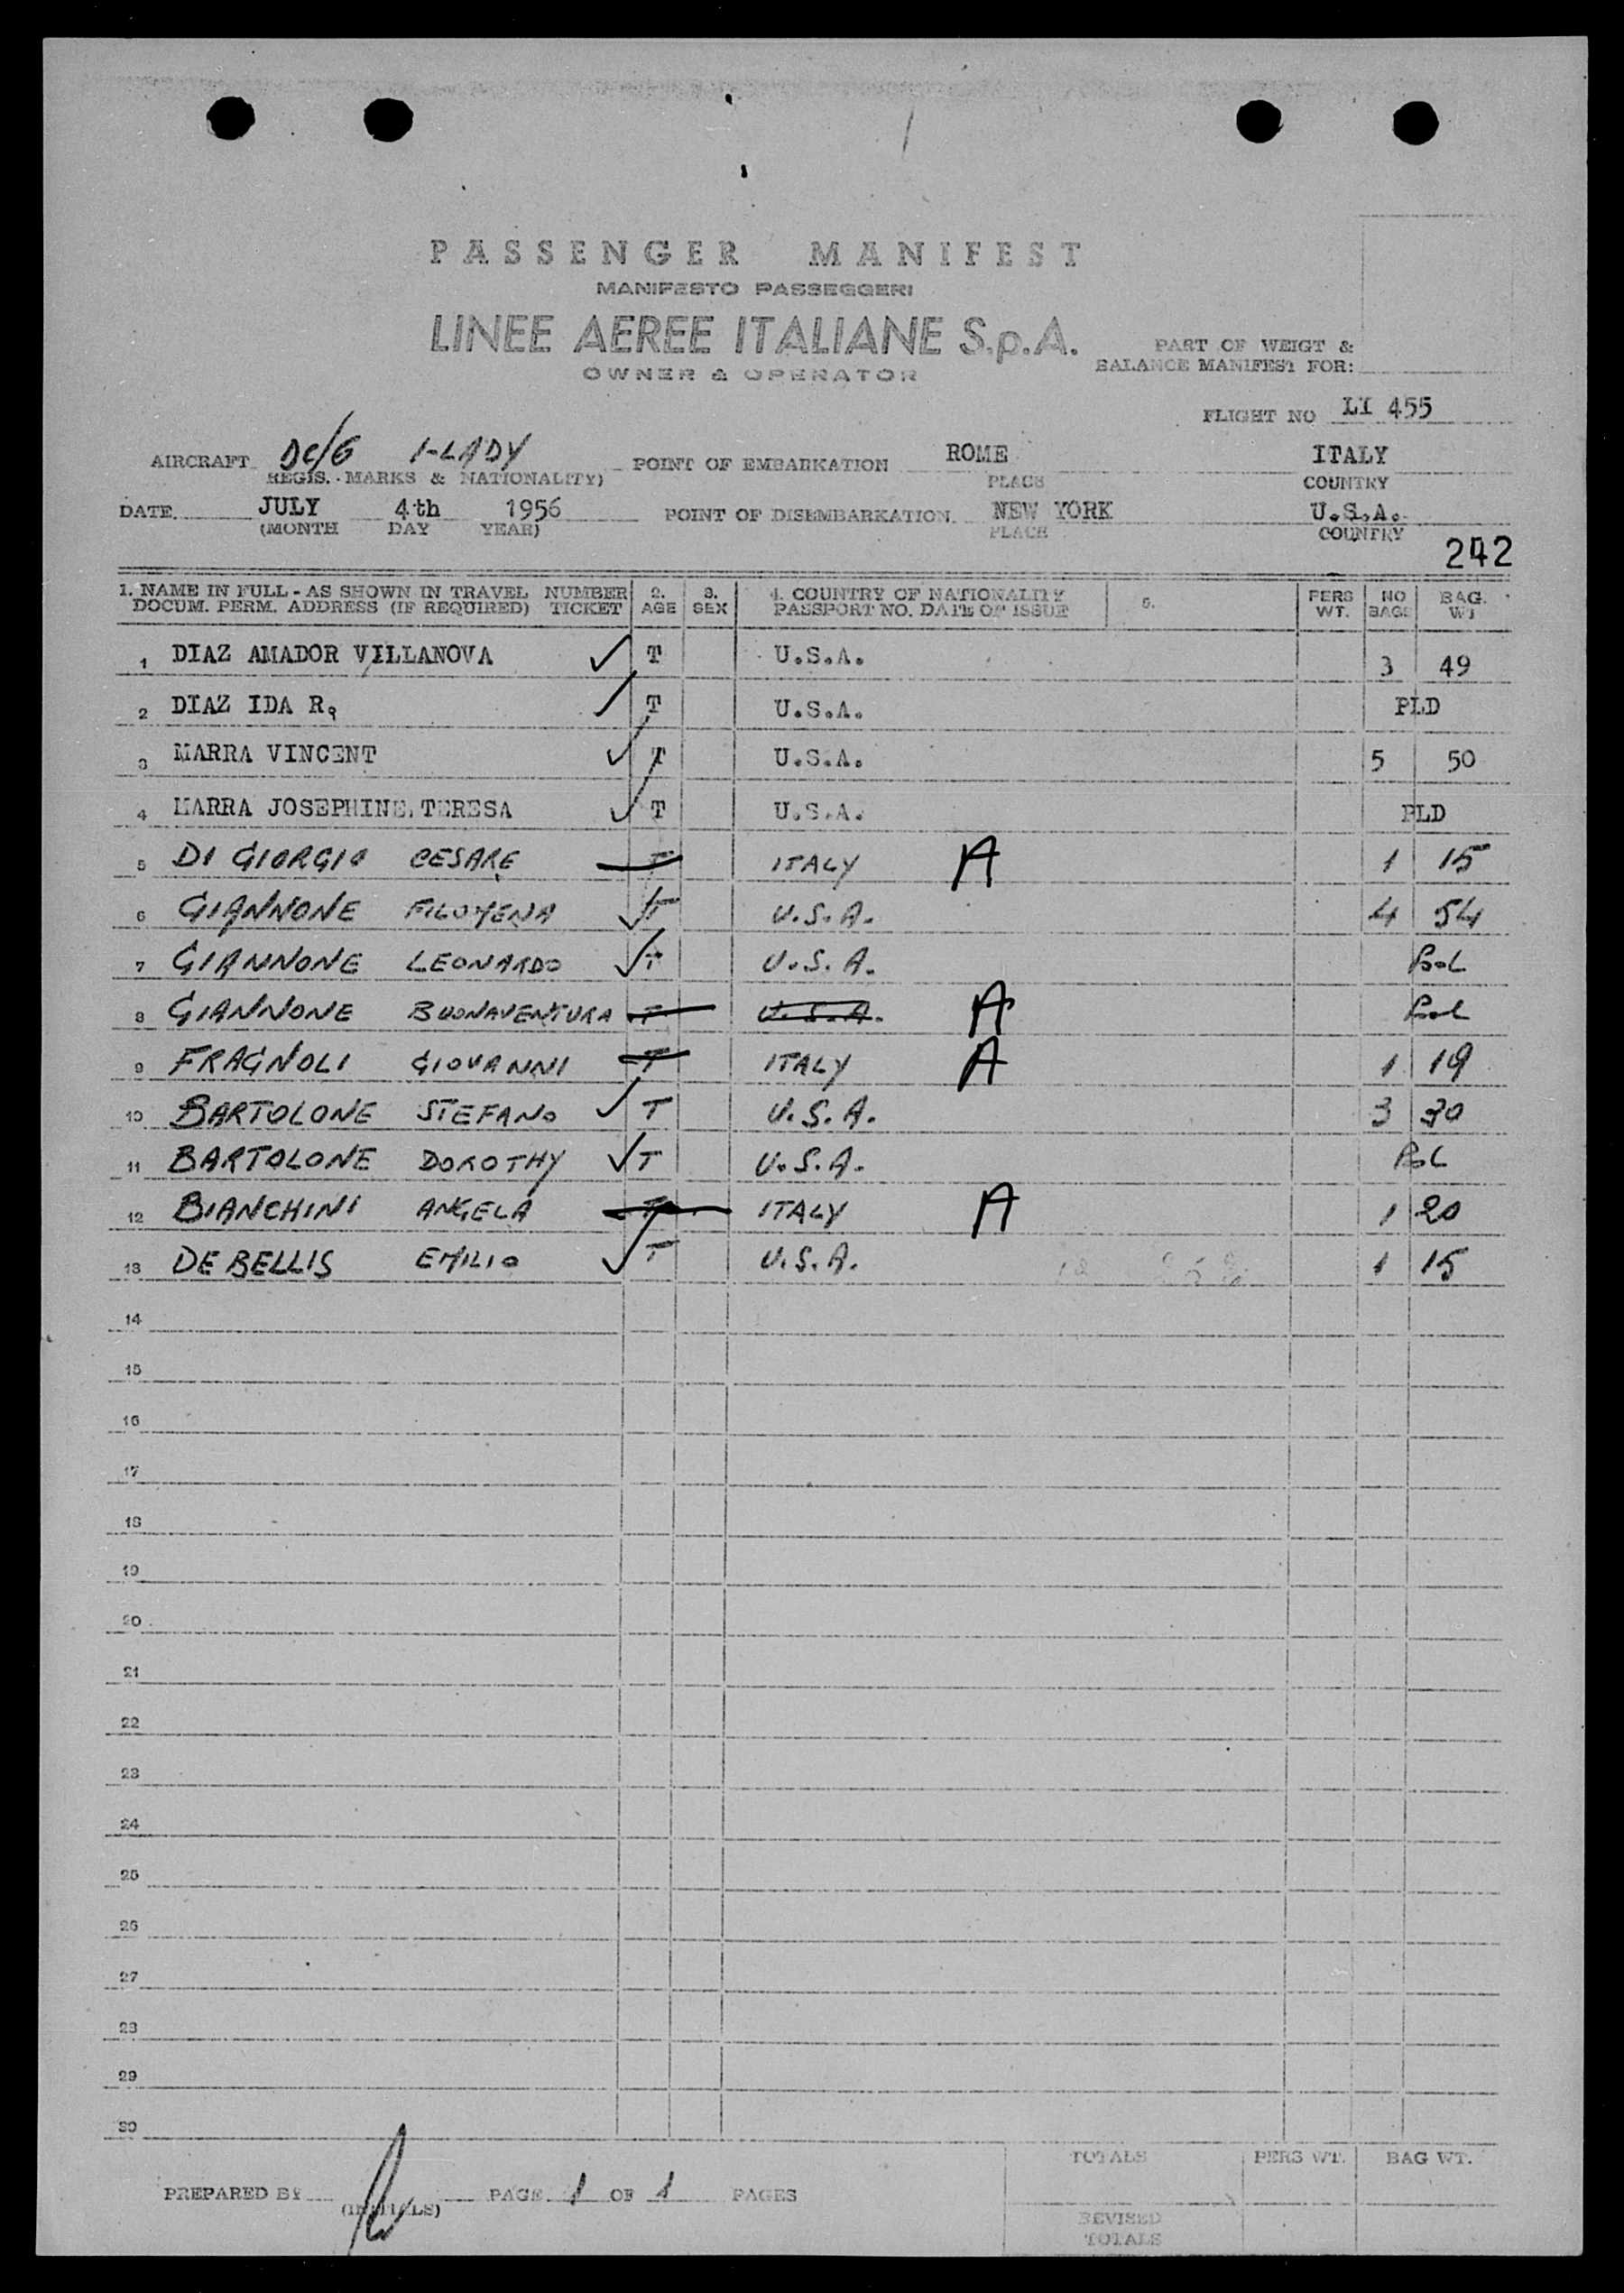 PASSENGER MANIFEST
MANIFESTO PASSEGGERI
LINEE AEREE ITALIANE S.p.A.
OWNER & OPERATOR
PART OF WEIGT &
BALANCE MANIFEST FOR:
FLIGHT NO LI 455
AIRCRAFT DC/6 I-LADY POINT OF EMBARKATION ROME ITALY
REGIS. MARKS & NATIONALITY) PLACE COUNTRY
DATE JULY 4th 1956 POINT OF DISEMBARKATION NEW YORK U.S.A.
(MONTH DAY YEAR) PLACE COUNTRY
242
1. NAME IN FULL - AS SHOWN IN TRAVEL NUMBER 2. 3. 4. COUNTRY OF NATIONALITY 5. PERS NO BAG.
DOCUM. PERM. ADDRESS (IF REQUIRED) TICKET AGE SEX PASSPORT NO. DATE OF ISSUE WT. BAGS WT
1 DIAZ AMADOR VILLANOVA ✓ T U.S.A. 3 49
2 DIAZ IDA R. T U.S.A. PLD
3 MARRA VINCENT ✓ T U.S.A. 5 50
4 MARRA JOSEPHINE TERESA ✓ T U.S.A. PLD
5 DI GIORGIO CESARE T ITALY A 1 15
6 GIANNONE FILOMENA ✓ T U.S.A. 4 54
7 GIANNONE LEONARDO ✓ T U.S.A.
8 GIANNONE BUONAVENTURA T U.S.A. A
9 FRAGNOLI GIOVANNI T ITALY A 1 19
10 BARTOLONE STEFANO ✓ T U.S.A. 3 30
11 BARTOLONE DOROTHY ✓ T U.S.A.
12 BIANCHINI ANGELA T ITALY A 1 20
13 DE BELLIS EMILIO ✓ T U.S.A. 1 15
14
15
16
17
18
19
20
21
22
23
24
25
26
27
28
29
30
PREPARED BY PAGE 1 OF 1 PAGES TOTALS PERS WT. BAG WT.
(INITIALS)
REVISED
TOTALS